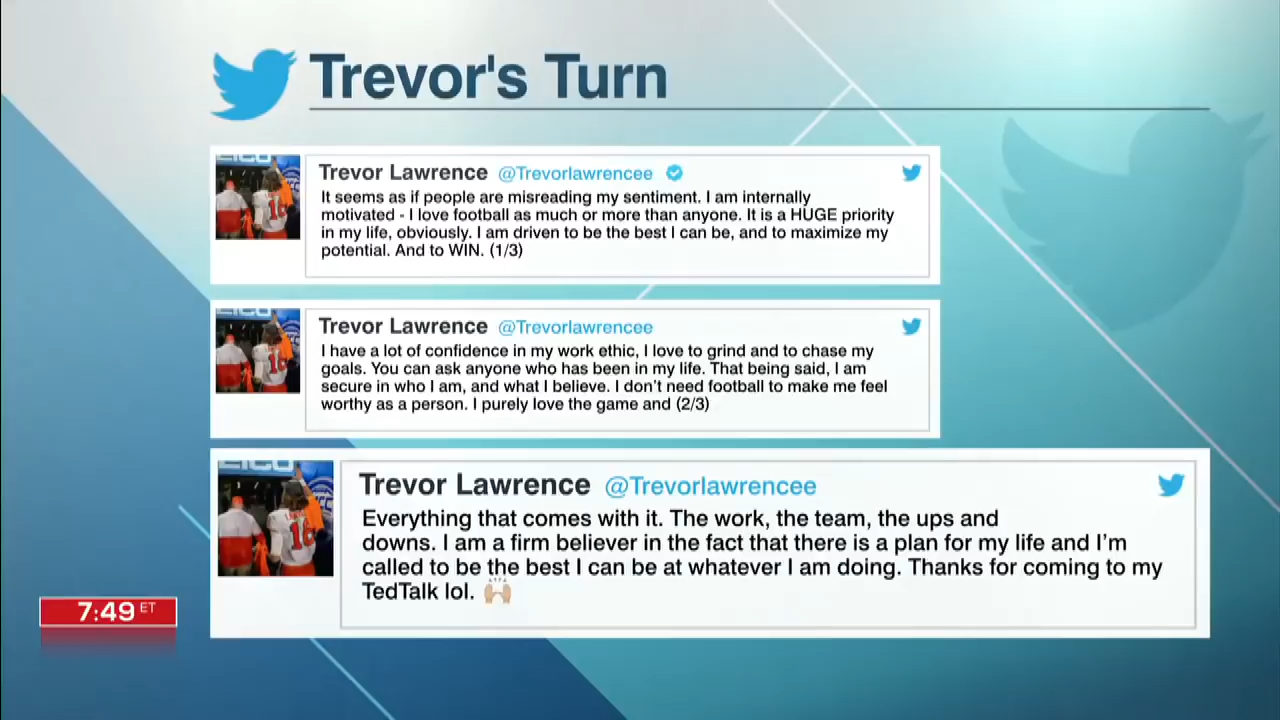 Trevor's Turn
Trevor Lawrence @Trevorlawrencee
It seems as if people are misreading my sentiment. I am internally
motivated - I love football as much or more than anyone. It is a HUGE priority
in my life, obviously. I am driven to be the best I can be, and to maximize my
potential. And to WIN. (1/3)
Trevor Lawrence @Trevorlawrencee
I have a lot of confidence in my work ethic, I love to grind and to chase my
goals. You can ask anyone who has been in my life. That being said, I am
secure in who I am, and what I believe. I don't need football to make me feel
worthy as a person. I purely love the game and (2/3)
Trevor Lawrence @Trevorlawrencee
Everything that comes with it. The work, the team, the ups and
downs. I am a firm believer in the fact that there is a plan for my life and I'm
called to be the best I can be at whatever I am doing. Thanks for coming to my
TedTalk lol. 🙌🏼
16
7:49 ET